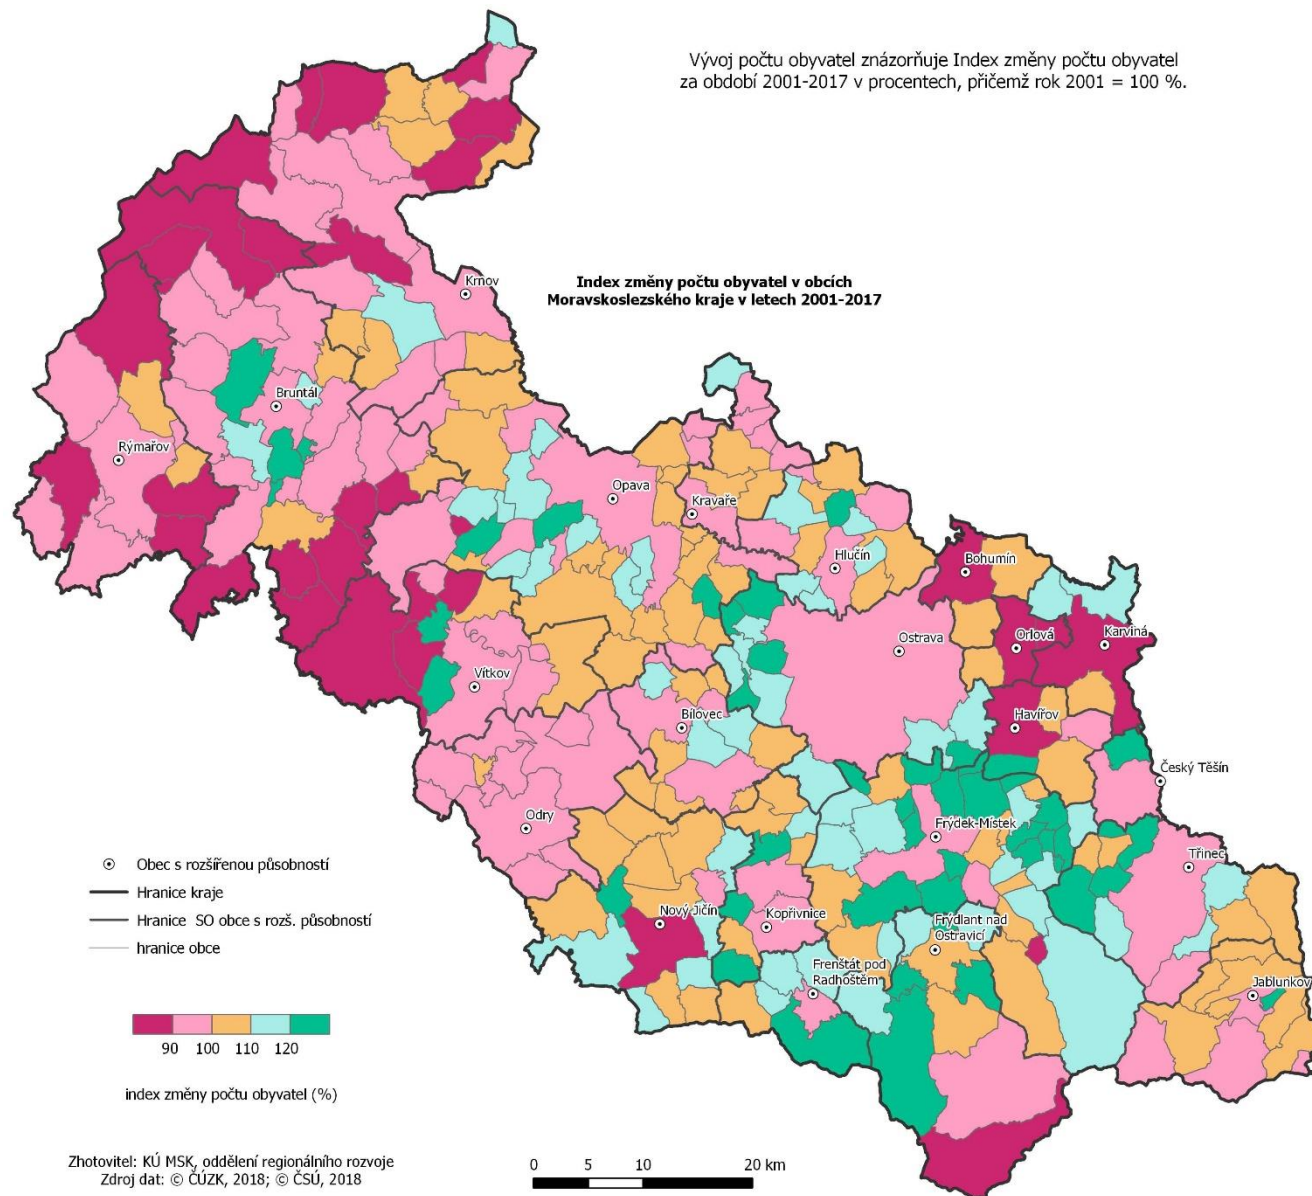 Vývoj počtu obyvatel znázorňuje Index změny počtu obyvatel
za období 2001-2017 v procentech, přičemž rok 2001 = 100 %.
Index změny počtu obyvatel v obcích
Moravskoslezského kraje v letech 2001-2017
Krnov
Bruntál
Rýmařov
Opava
Kravaře
Hlučín
Bohumín
Ostrava
Orlová
Karviná
Vítkov
Bílovec
Havířov
Český Těšín
Odry
Frýdek-Místek
Třinec
Nový Jičín
Kopřivnice
Frýdlant nad
Ostravicí
Frenštát pod
Radhoštěm
Jablunkov
Obec s rozšířenou působností
Hranice kraje
Hranice SO obce s rozš. působností
hranice obce
90 100 110 120
index změny počtu obyvatel (%)
Zhotovitel: KÚ MSK, oddělení regionálního rozvoje
Zdroj dat: © ČÚZK, 2018; © ČSÚ, 2018
0 5 10 20 km